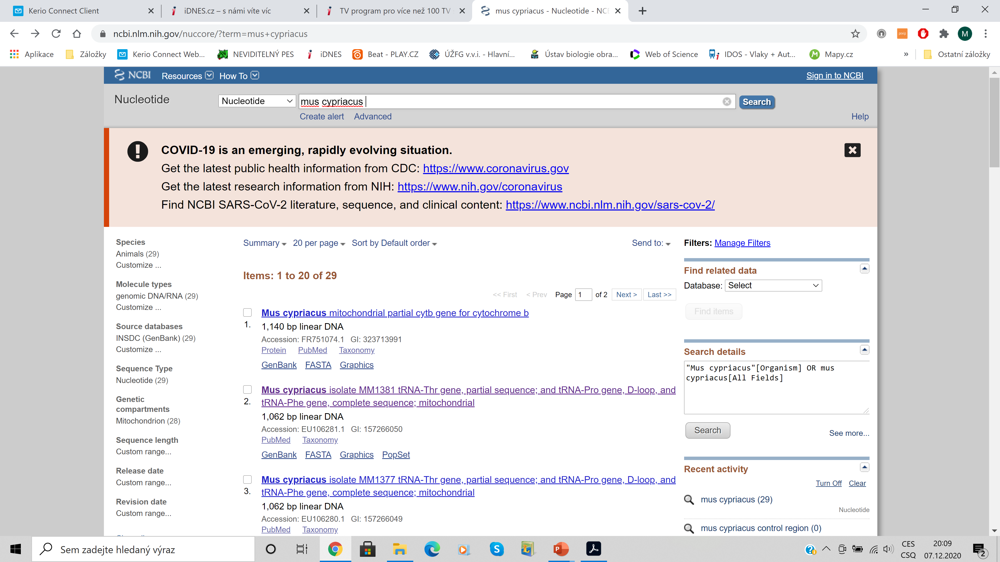 Kerio Connect Client
iDNES.cz – s námi víte víc
TV program pro více než 100 TV
mus cypriacus - Nucleotide - NCB
ncbi.nlm.nih.gov/nuccore/?term=mus+cypriacus
pexip
M
Aplikace
Záložky
Kerio Connect Web...
NEVIDITELNÝ PES
iDNES
Beat - PLAY.CZ
ÚŽFG v.v.i. - Hlavní...
Ústav biologie obra...
Web of Science
IDOS - Vlaky + Aut...
Mapy.cz
»
Ostatní záložky
NCBI Resources How To
Sign in to NCBI
Nucleotide
Nucleotide
mus cypriacus
Search
Create alert Advanced
Help
COVID-19 is an emerging, rapidly evolving situation.
Get the latest public health information from CDC: https://www.coronavirus.gov
Get the latest research information from NIH: https://www.nih.gov/coronavirus
Find NCBI SARS-CoV-2 literature, sequence, and clinical content: https://www.ncbi.nlm.nih.gov/sars-cov-2/
Species
Animals (29)
Customize ...
Molecule types
genomic DNA/RNA (29)
Customize ...
Source databases
INSDC (GenBank) (29)
Customize ...
Sequence Type
Nucleotide (29)
Genetic
compartments
Mitochondrion (28)
Sequence length
Custom range...
Release date
Custom range...
Revision date
Custom range...
Summary 20 per page Sort by Default order
Send to:
Items: 1 to 20 of 29
<< First < Prev Page 1 of 2 Next > Last >>
Mus cypriacus mitochondrial partial cytb gene for cytochrome b
1. 1,140 bp linear DNA
Accession: FR751074.1 GI: 323713991
Protein PubMed Taxonomy
GenBank FASTA Graphics
Mus cypriacus isolate MM1381 tRNA-Thr gene, partial sequence; and tRNA-Pro gene, D-loop, and
2. tRNA-Phe gene, complete sequence; mitochondrial
1,062 bp linear DNA
Accession: EU106281.1 GI: 157266050
PubMed Taxonomy
GenBank FASTA Graphics PopSet
Mus cypriacus isolate MM1377 tRNA-Thr gene, partial sequence; and tRNA-Pro gene, D-loop, and
3. tRNA-Phe gene, complete sequence; mitochondrial
1,062 bp linear DNA
Accession: EU106280.1 GI: 157266049
PubMed Taxonomy
Filters: Manage Filters
Find related data
Database: Select
Find items
Search details
"Mus cypriacus"[Organism] OR mus
cypriacus[All Fields]
Search
See more...
Recent activity
Turn Off Clear
mus cypriacus (29)
Nucleotide
mus cypriacus control region (0)
Sem zadejte hledaný výraz
CES
CSQ
20:09
07.12.2020
2